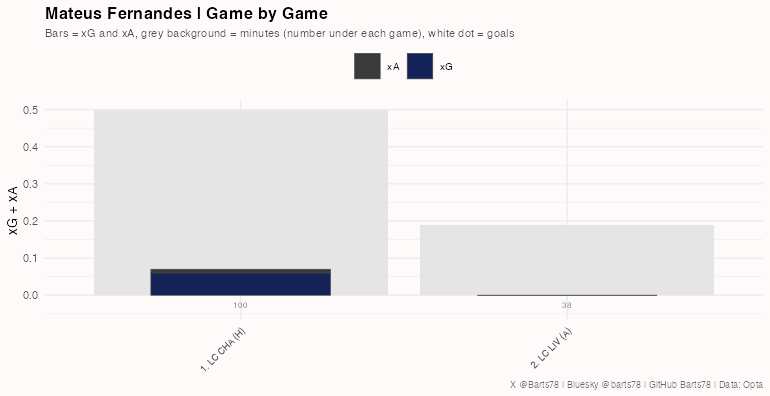 Mateus Fernandes | Game by Game
Bars = xG and xA, grey background = minutes (number under each game), white dot = goals
xA xG
xG + xA
0.5
0.4
0.3
0.2
0.1
0.0
100 38
1. LC CHA (H) 2. LC LIV (A)
X @Barts78 | Bluesky @barts78 | GitHub Barts78 | Data: Opta